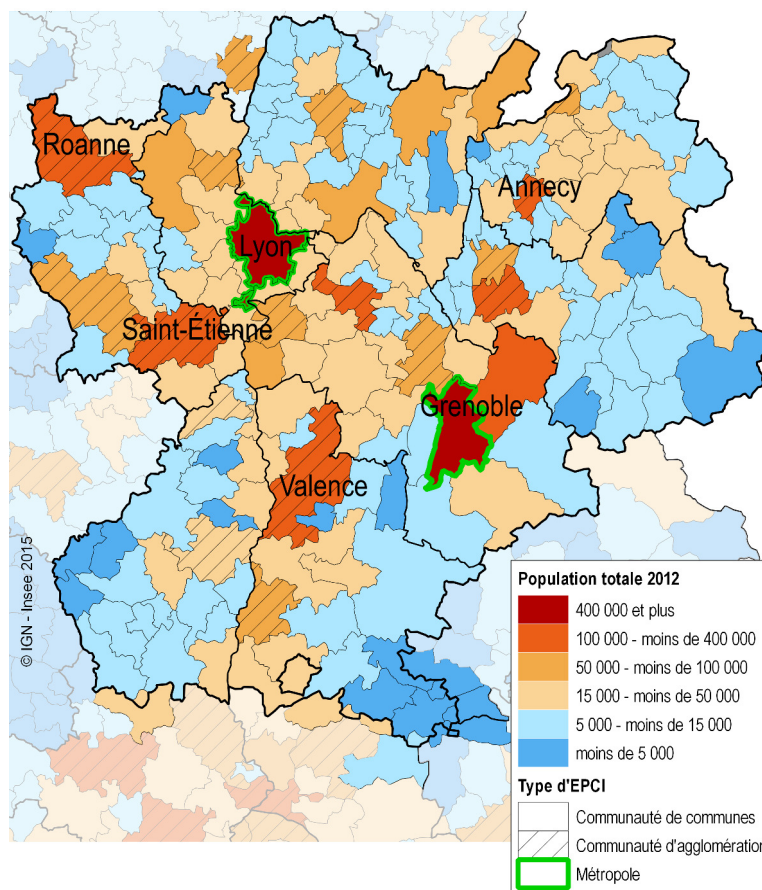 Roanne
Annecy
Lyon
Saint-Étienne
Grenoble
Valence
© IGN - Insee 2015
Population totale 2012
400 000 et plus
100 000 - moins de 400 000
50 000 - moins de 100 000
15 000 - moins de 50 000
5 000 - moins de 15 000
moins de 5 000
Type d'EPCI
Communauté de communes
Communauté d'agglomération
Métropole